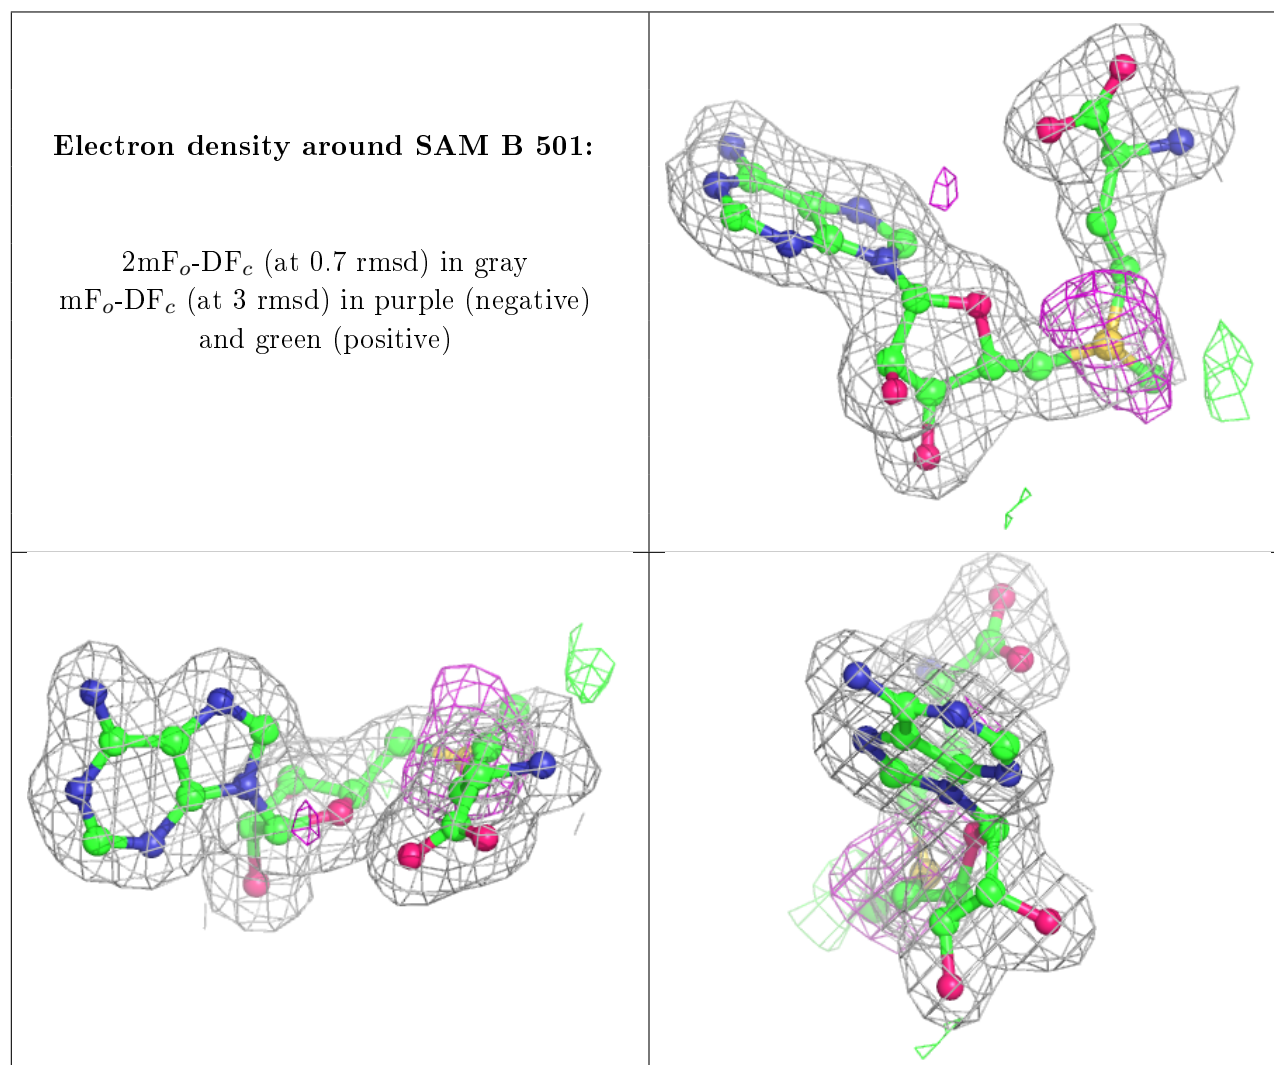 Electron density around SAM B 501:
2mFo-DFc (at 0.7 rmsd) in gray
mFo-DFc (at 3 rmsd) in purple (negative)
and green (positive)